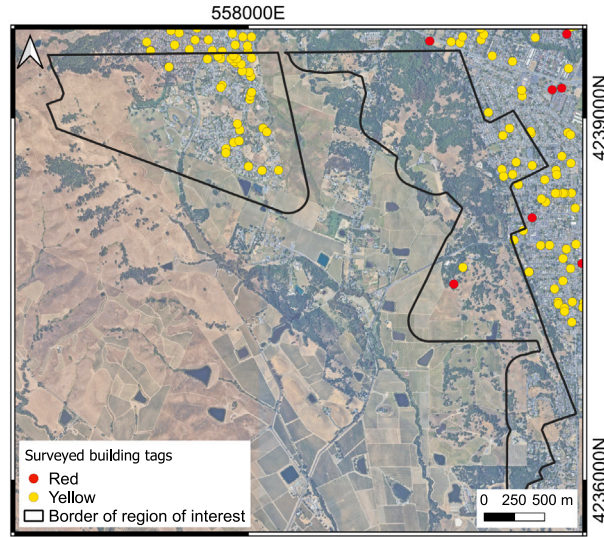 558000E
4239000N
4236000N
Surveyed building tags
Red
Yellow
Border of region of interest
0 250 500 m